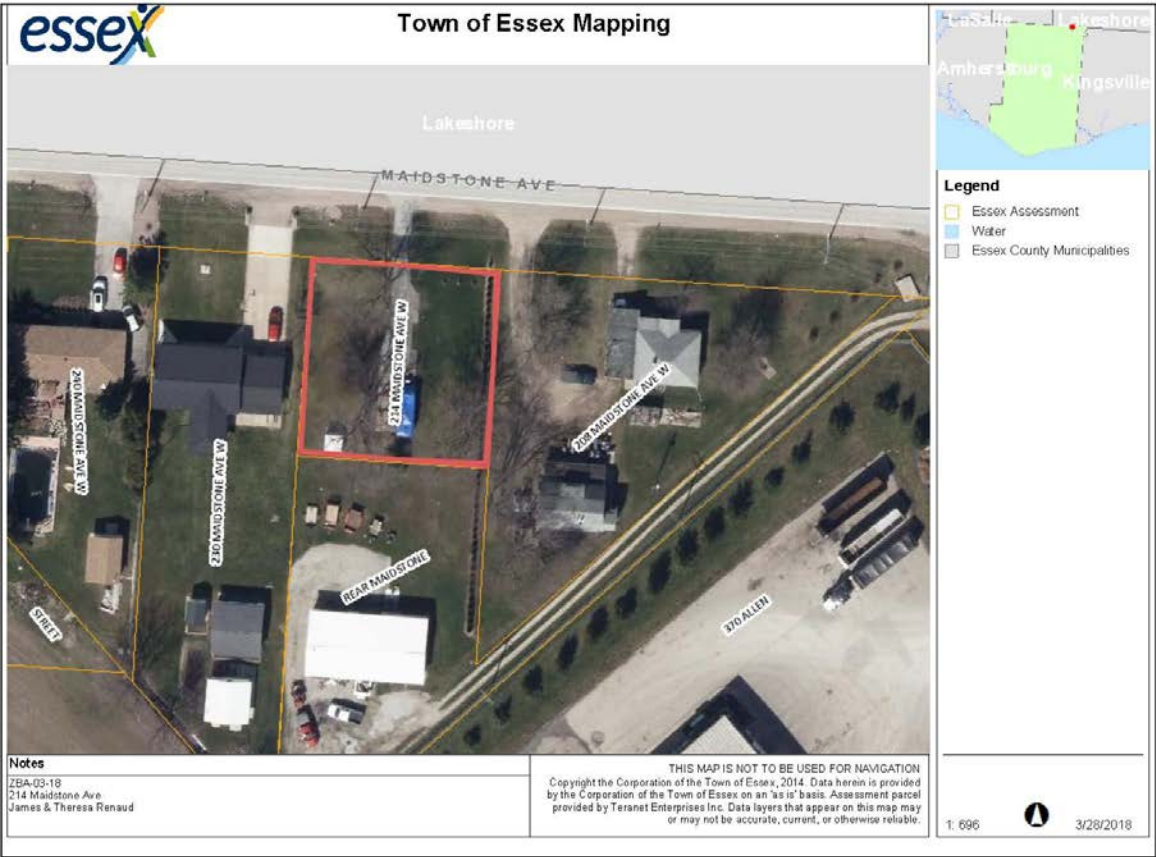 essex
Town of Essex Mapping
LaSalle
Lakeshore
Amherstburg
Kingsville
Lakeshore
MAIDSTONE AVE
Legend
Essex Assessment
Water
Essex County Municipalities
240 MAIDSTONE AVE W
230 MAIDSTONE AVE W
214 MAIDSTONE AVE W
208 MAIDSTONE AVE W
REAR MAIDSTONE
370 ALLEN
STREET
Notes
ZBA-03-18
214 Maidstone Ave
James & Theresa Renaud
THIS MAP IS NOT TO BE USED FOR NAVIGATION
Copyright the Corporation of the Town of Essex, 2014. Data herein is provided
by the Corporation of the Town of Essex on an 'as is' basis. Assessment parcel
provided by Teranet Enterprises Inc. Data layers that appear on this map may
or may not be accurate, current, or otherwise reliable.
1: 696
3/28/2018